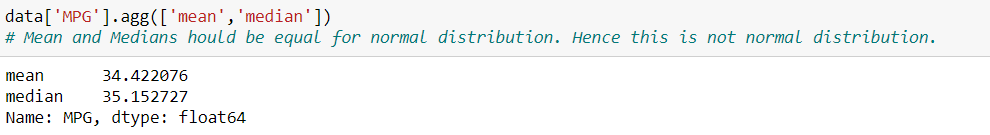 data['MPG'].agg(['mean','median'])
# Mean and Medians hould be equal for normal distribution. Hence this is not normal distribution.
mean      34.422076
median    35.152727
Name: MPG, dtype: float64